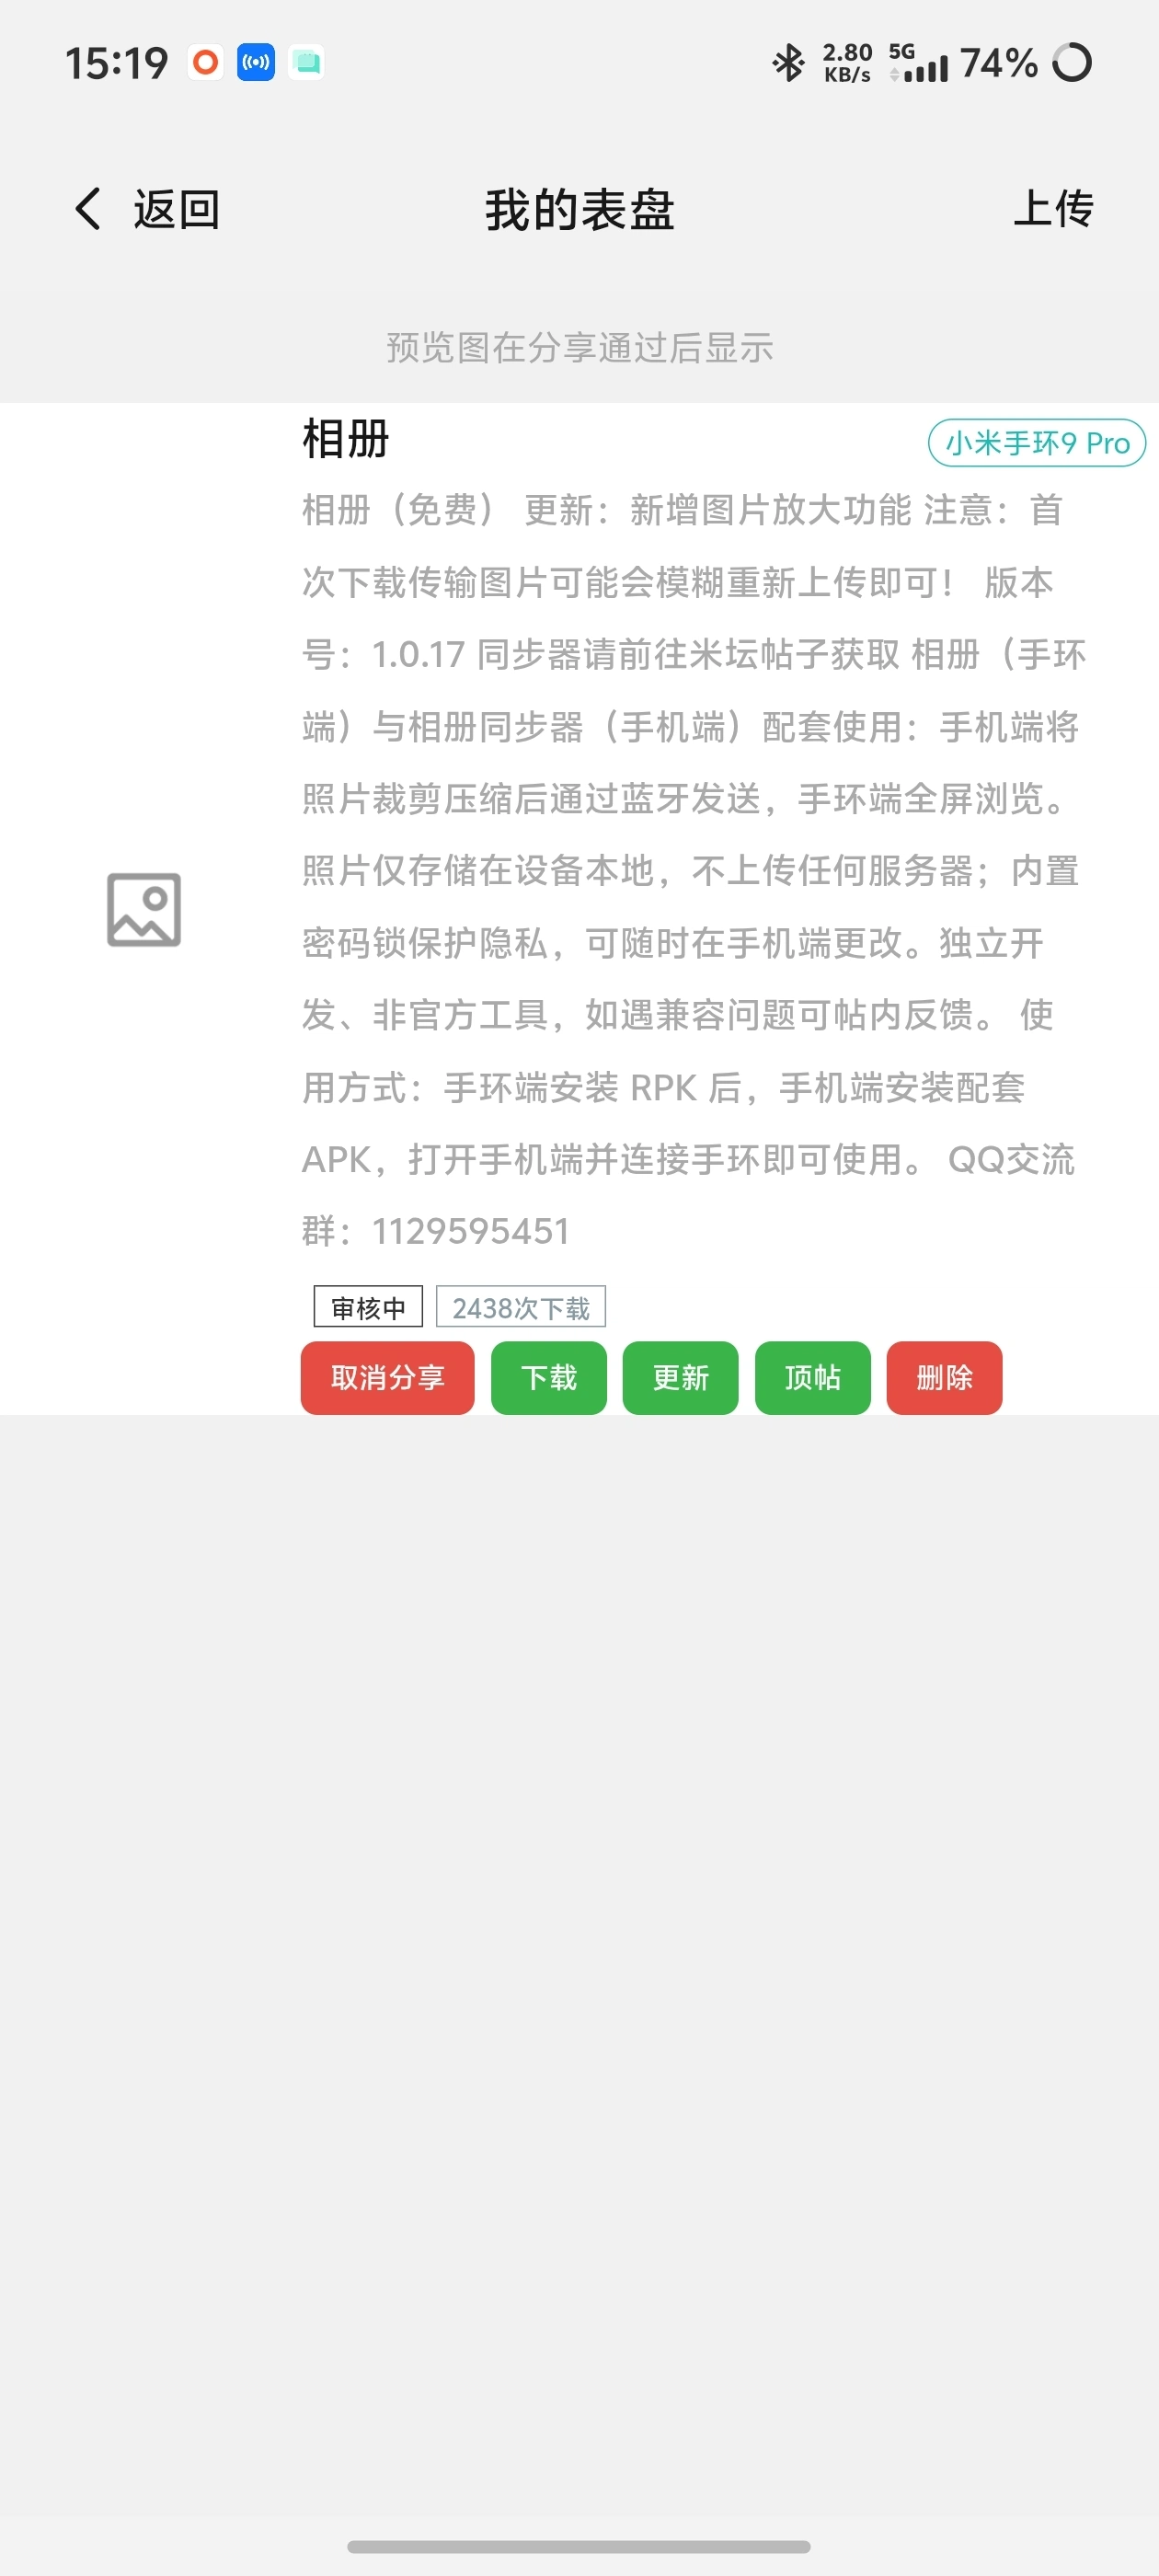 15:19
2.80 KB/s 5G 74%
返回 我的表盘 上传
预览图在分享通过后显示
相册 小米手环9 Pro
相册（免费） 更新：新增图片放大功能 注意：首
次下载传输图片可能会模糊重新上传即可！ 版本
号：1.0.17 同步器请前往米坛帖子获取 相册（手环
端）与相册同步器（手机端）配套使用：手机端将
照片裁剪压缩后通过蓝牙发送，手环端全屏浏览。
照片仅存储在设备本地，不上传任何服务器；内置
密码锁保护隐私，可随时在手机端更改。独立开
发、非官方工具，如遇兼容问题可帖内反馈。 使
用方式：手环端安装 RPK 后，手机端安装配套
APK，打开手机端并连接手环即可使用。 QQ交流
群：1129595451
审核中 2438次下载
取消分享 下载 更新 顶帖 删除